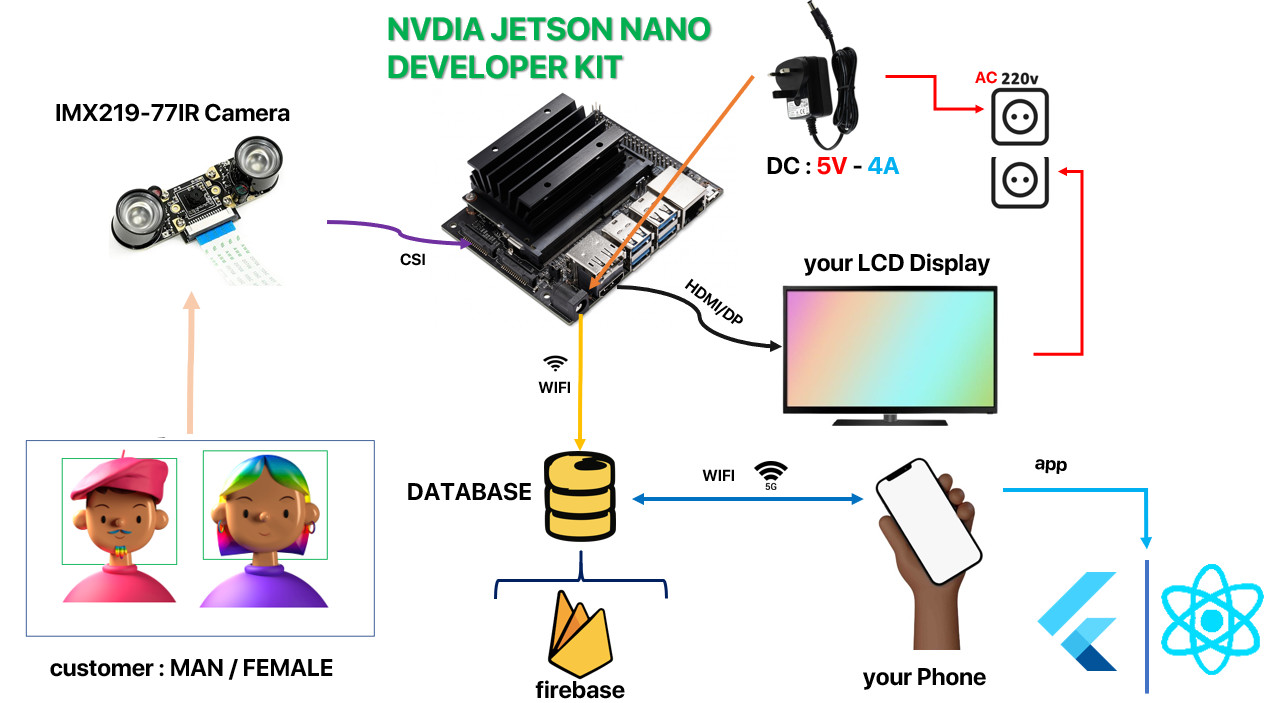 NVDIA JETSON NANO
DEVELOPER KIT
IMX219-77IR Camera
AC 220v
DC : 5V - 4A
CSI
your LCD Display
HDMI/DP
WIFI
DATABASE
WIFI
5G
app
customer : MAN / FEMALE
firebase
your Phone